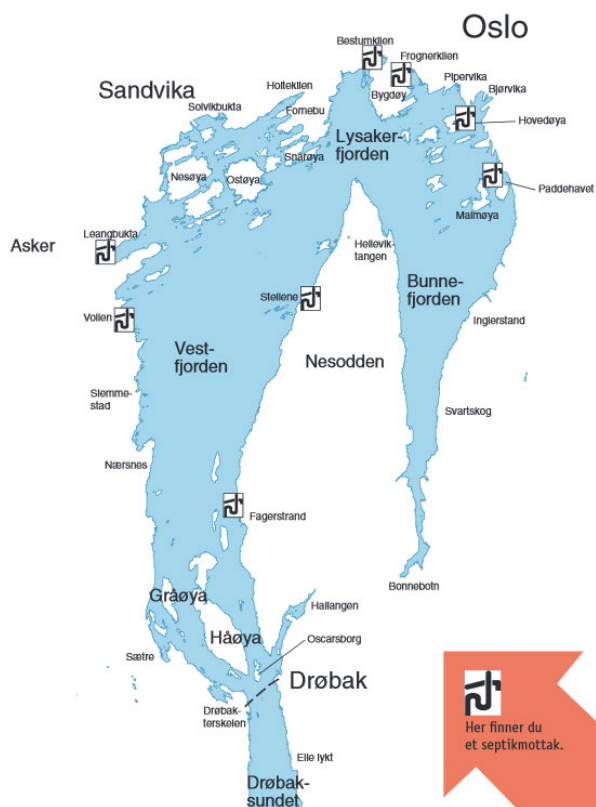 Oslo
Bestumkilen
Frognerkilen
Sandvika
Holtekilen
Pipervika
Bjørvika
Solvikbukta
Fornebu
Bygdøy
Hovedøya
Lysaker-
fjorden
Snarøya
Nesøya
Ostøya
Paddehavet
Malmøya
Leangbukta
Asker
Hellevik-
tangen
Bunne-
fjorden
Stellene
Vollen
Ingierstrand
Vest-
fjorden
Nesodden
Slemme-
stad
Svartskog
Nærsnes
Fagerstrand
Bonnebotn
Gråøya
Hallangen
Håøya
Oscarsborg
Sætre
Drøbak
Drøbak-
terskelen
Her finner du
et septikmottak.
Elle lykt
Drøbak-
sundet